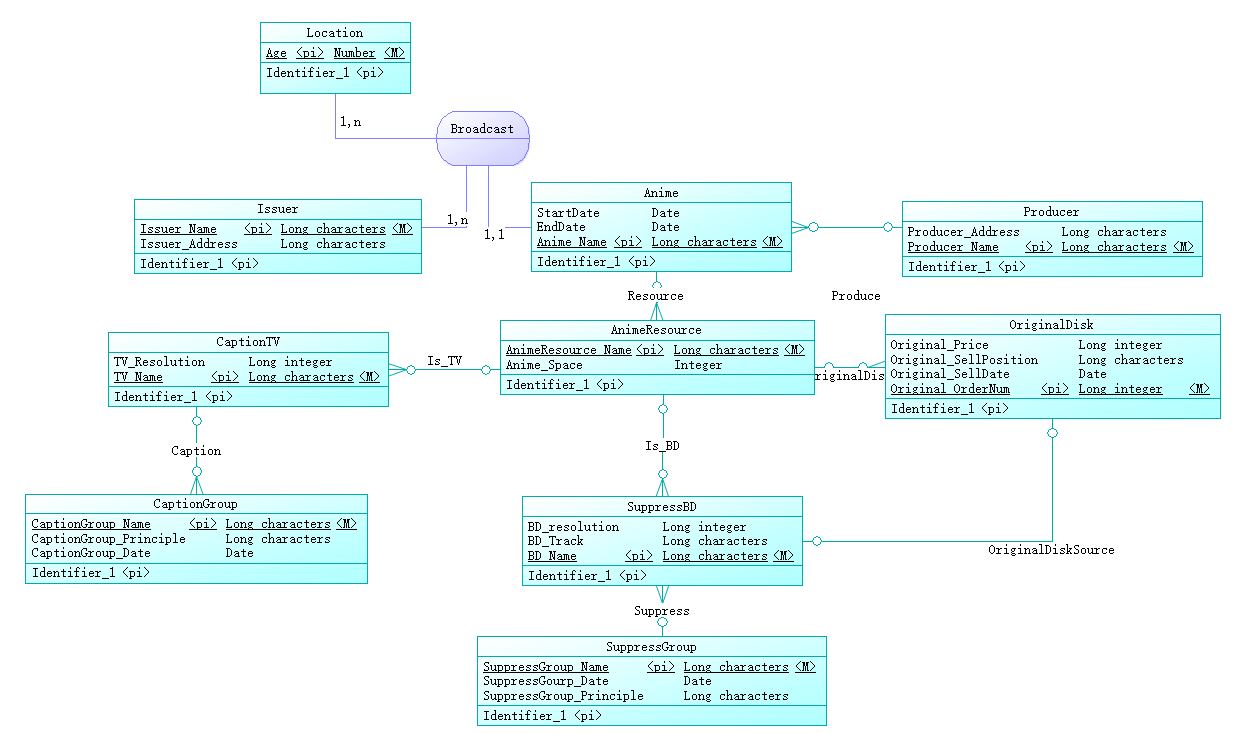 Location
Age <pi> Number <M>
Identifier_1 <pi>
1,n
Broadcast
1,n
1,1
Issuer
Issuer_Name <pi> Long characters <M>
Issuer_Address Long characters
Identifier_1 <pi>
Anime
StartDate Date
EndDate Date
Anime_Name <pi> Long characters <M>
Identifier_1 <pi>
Producer
Producer_Address Long characters
Producer_Name <pi> Long characters <M>
Identifier_1 <pi>
Resource
Produce
CaptionTV
TV_Resolution Long integer
TV_Name <pi> Long characters <M>
Identifier_1 <pi>
Is_TV
AnimeResource
AnimeResource_Name <pi> Long characters <M>
Anime_Space Integer
Identifier_1 <pi>
riginalDis
OriginalDisk
Original_Price Long integer
Original_SellPosition Long characters
Original_SellDate Date
Original_OrderNum <pi> Long integer <M>
Identifier_1 <pi>
Caption
Is_BD
CaptionGroup
CaptionGroup_Name <pi> Long characters <M>
CaptionGroup_Principle Long characters
CaptionGroup_Date Date
Identifier_1 <pi>
SuppressBD
BD_resolution Long integer
BD_Track Long characters
BD_Name <pi> Long characters <M>
Identifier_1 <pi>
OriginalDiskSource
Suppress
SuppressGroup
SuppressGroup_Name <pi> Long characters <M>
SuppressGourp_Date Date
SuppressGroup_Principle Long characters
Identifier_1 <pi>